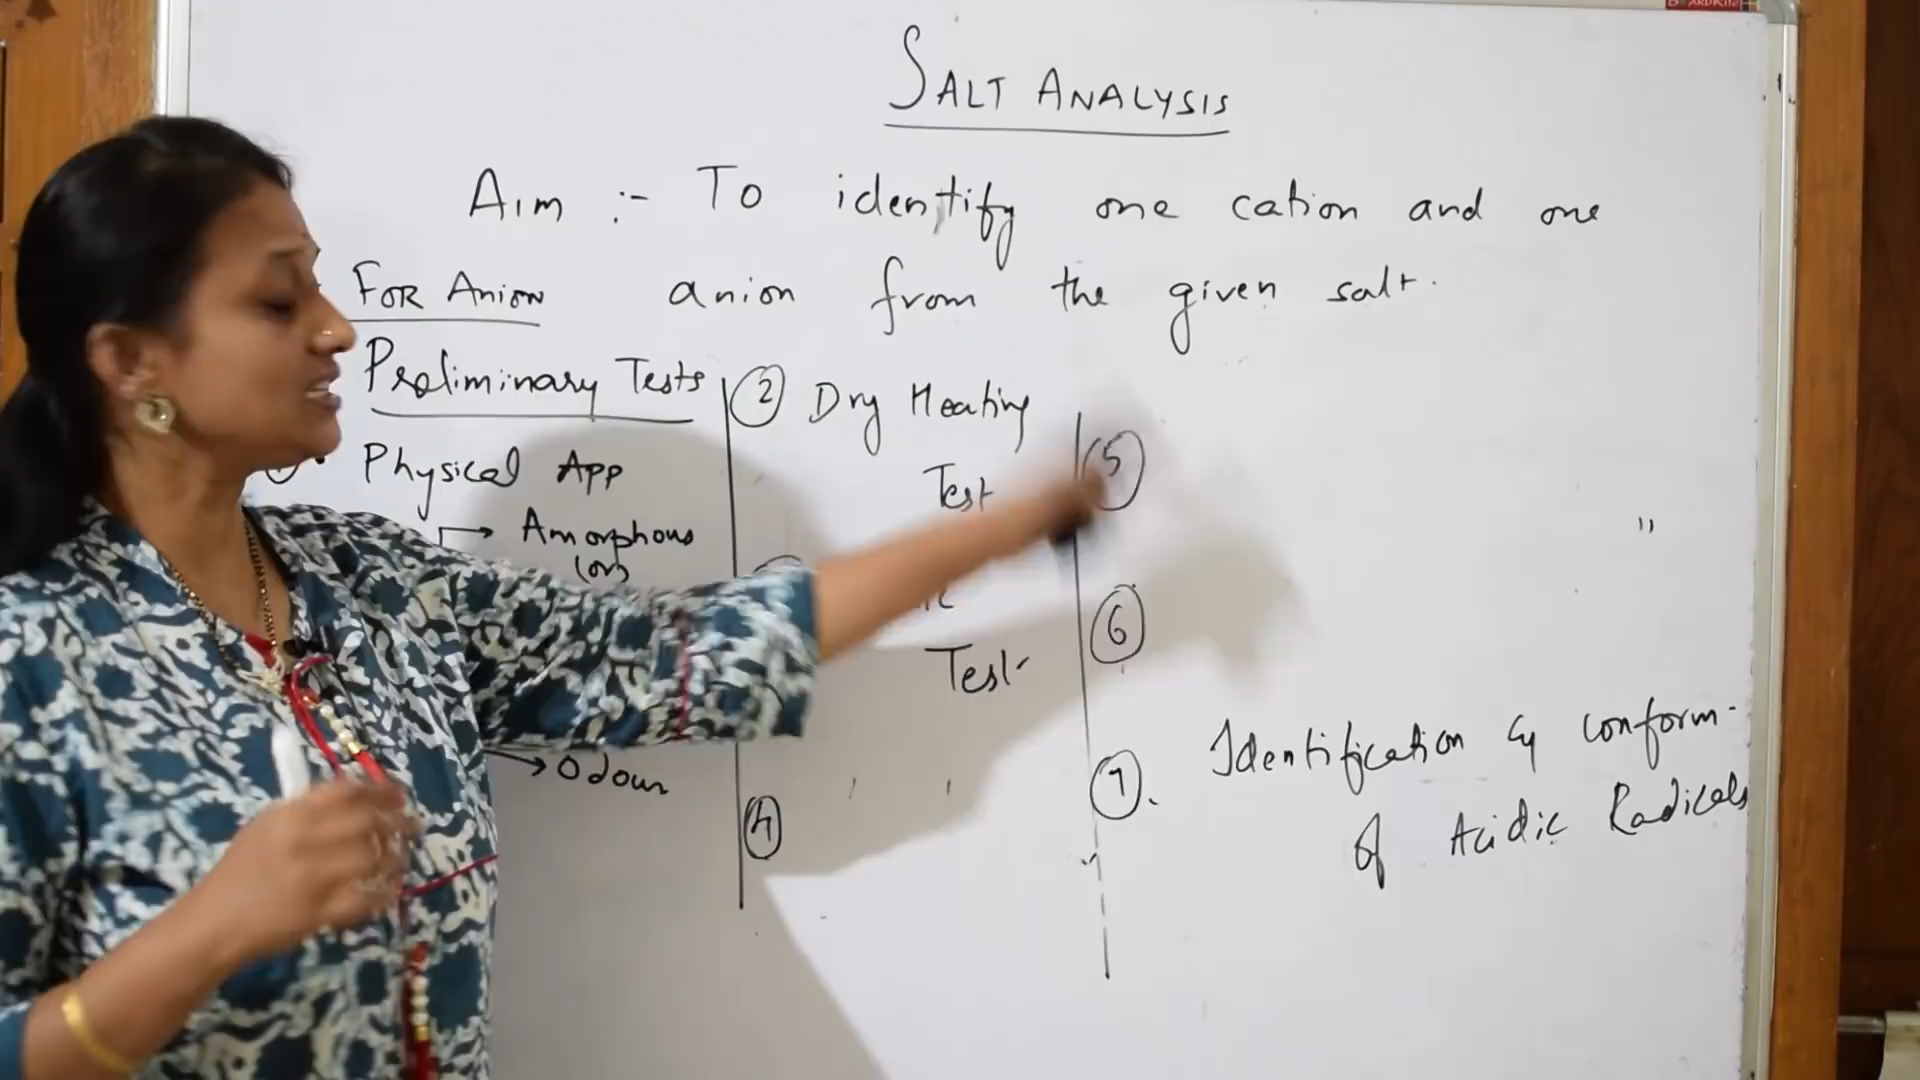 SALT ANALYSIS
Aim :- To identify one cation and one
anion from the given salt.
FOR ANION
Preliminary Tests
Physical App
Amorphous
(or)
Odour
② Dry Heating
Test
Test
④
⑤
"
⑥
⑦. Identification & conform-
of Acidic Radicals